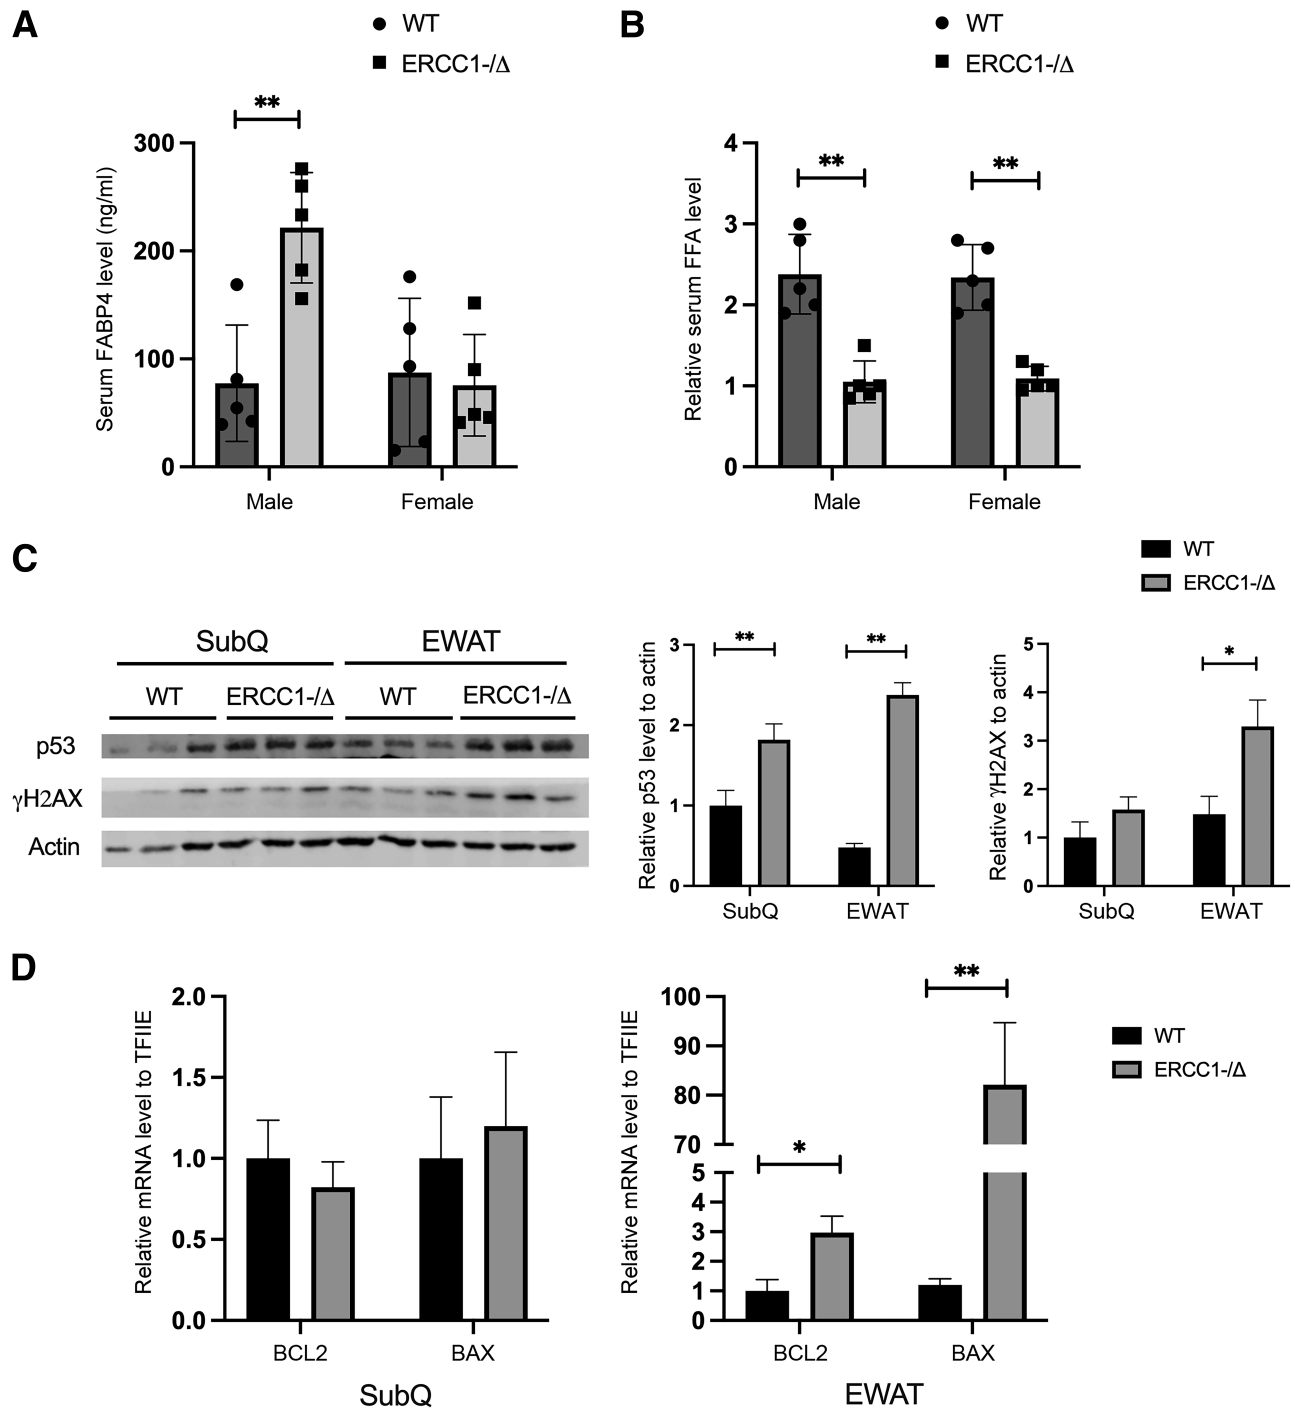 A
WT
ERCC1-/Δ
**
Serum FABP4 level (ng/ml)
300
200
100
0
Male
Female
B
WT
ERCC1-/Δ
**
**
Relative serum FFA level
4
3
2
1
0
Male
Female
C
SubQ
EWAT
WT
ERCC1-/Δ
WT
ERCC1-/Δ
p53
γH2AX
Actin
WT
ERCC1-/Δ
**
**
Relative p53 level to actin
3
2
1
0
SubQ
EWAT
*
Relative γH2AX to actin
5
4
3
2
1
0
SubQ
EWAT
D
Relative mRNA level to TFIIE
2.0
1.5
1.0
0.5
0.0
BCL2
BAX
SubQ
**
*
Relative mRNA level to TFIIE
100
90
80
70
5
4
3
2
1
0
BCL2
BAX
EWAT
WT
ERCC1-/Δ